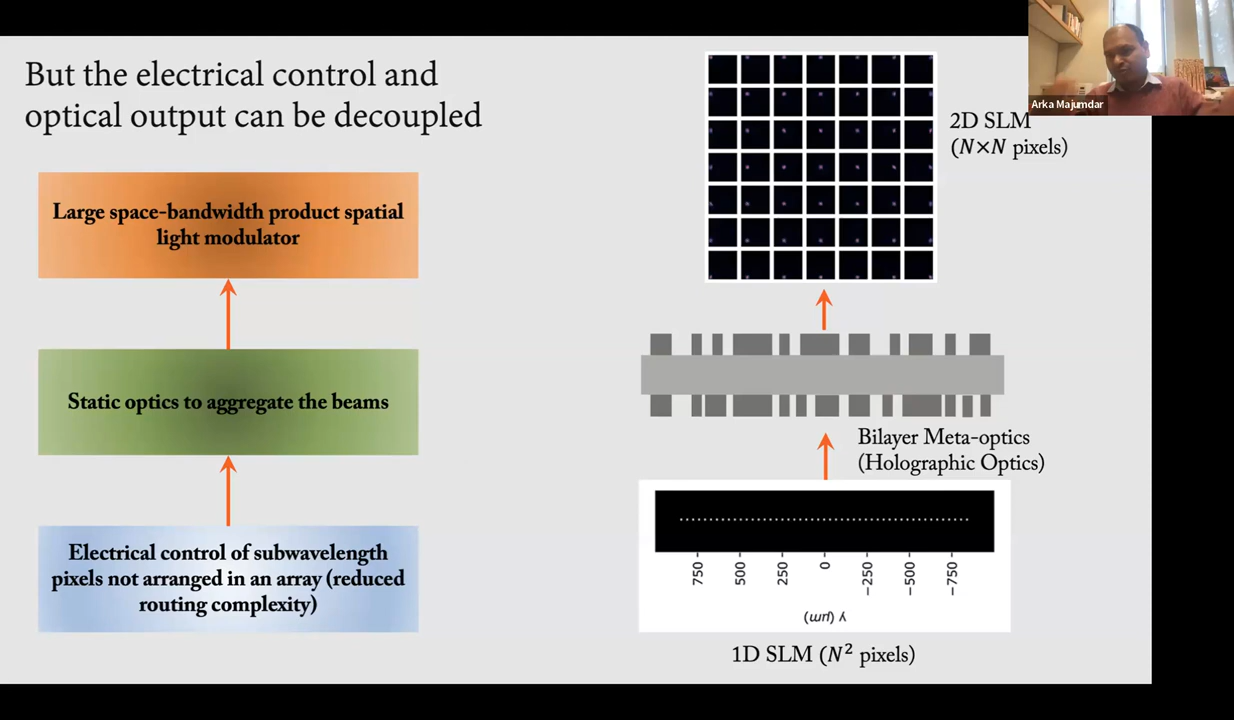 But the electrical control and
optical output can be decoupled
Large space-bandwidth product spatial
light modulator
Static optics to aggregate the beams
Electrical control of subwavelength
pixels not arranged in an array (reduced
routing complexity)
Arka Majumdar
2D SLM
(N×N pixels)
Bilayer Meta-optics
(Holographic Optics)
750
500
250
0
−250
−500
−750
y (μm)
1D SLM (N² pixels)